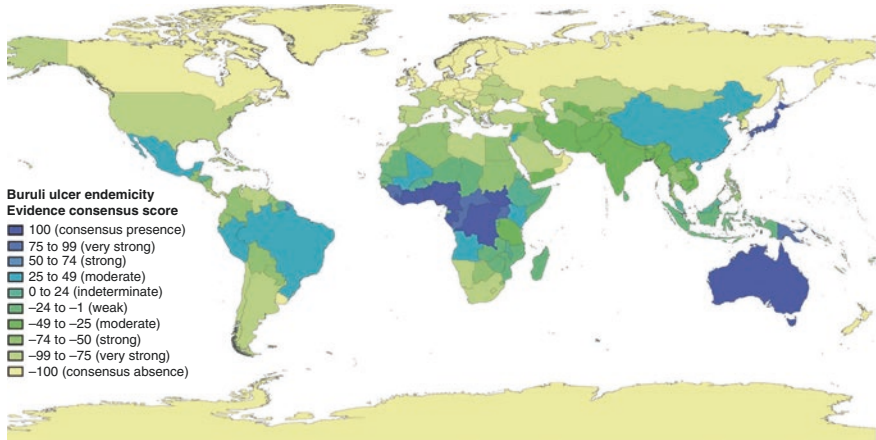 Buruli ulcer endemicity
Evidence consensus score
100 (consensus presence)
75 to 99 (very strong)
50 to 74 (strong)
25 to 49 (moderate)
0 to 24 (indeterminate)
–24 to –1 (weak)
–49 to –25 (moderate)
–74 to –50 (strong)
–99 to –75 (very strong)
–100 (consensus absence)